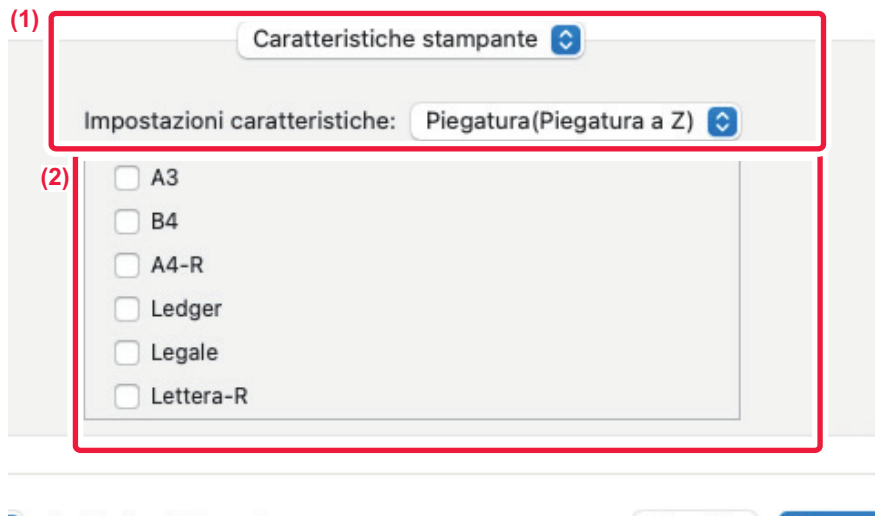 (1)
Caratteristiche stampante
Impostazioni caratteristiche: Piegatura(Piegatura a Z)
(2)
A3
B4
A4-R
Ledger
Legale
Lettera-R